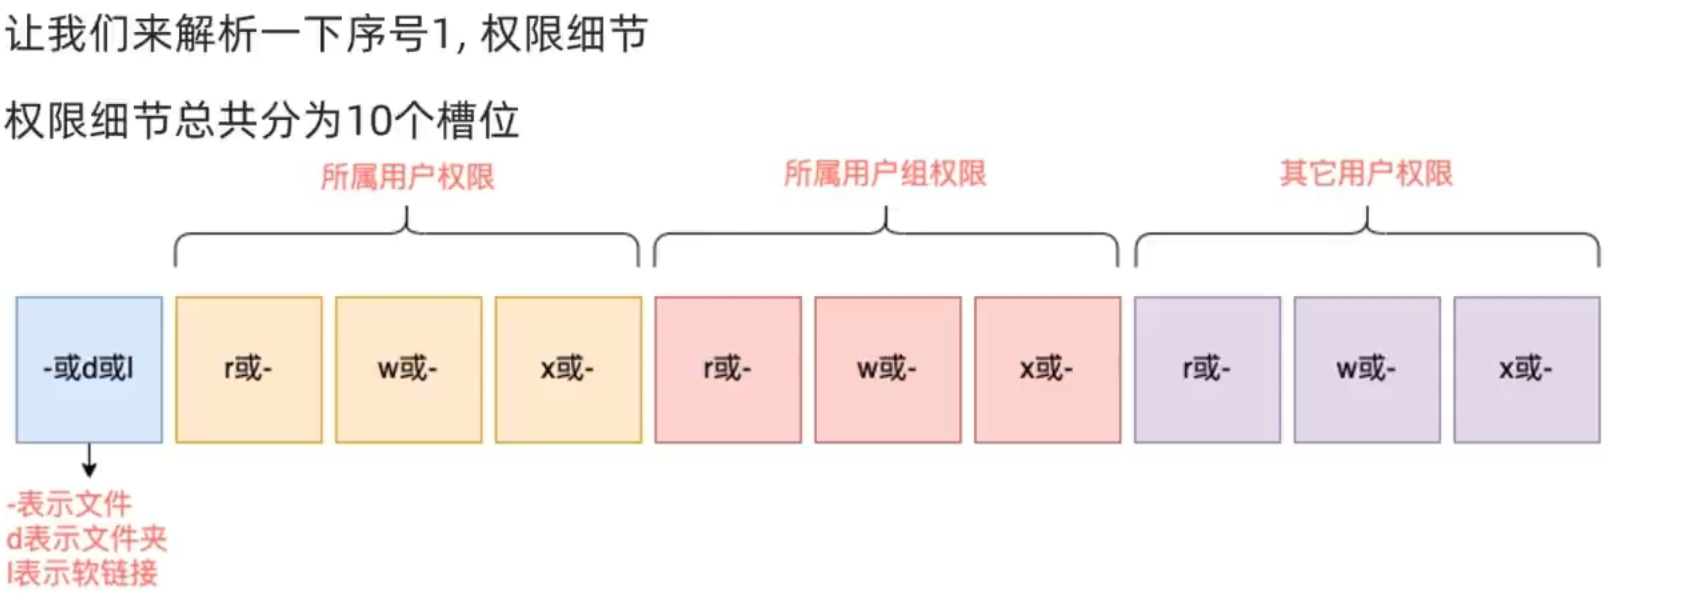 让我们来解析一下序号1, 权限细节
权限细节总共分为10个槽位
所属用户权限 所属用户组权限 其它用户权限
-或d或l r或- w或- x或- r或- w或- x或- r或- w或- x或-
-表示文件
d表示文件夹
l表示软链接